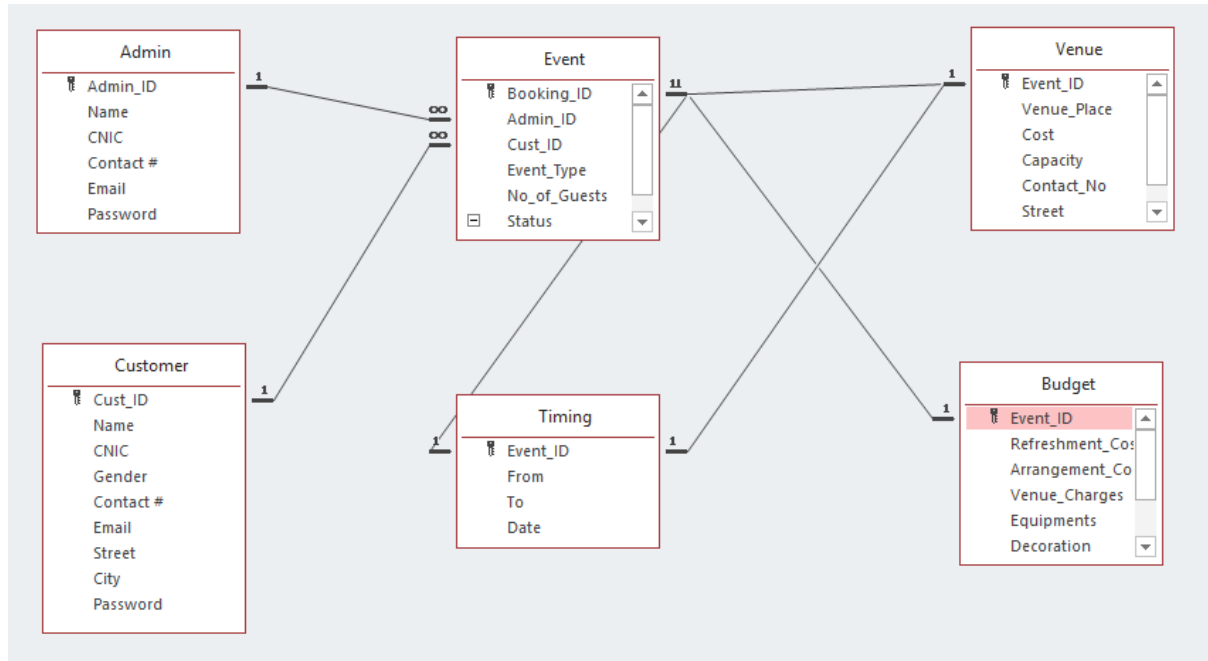 Admin
Admin_ID
Name
CNIC
Contact #
Email
Password
1
∞
∞
Event
Booking_ID
Admin_ID
Cust_ID
Event_Type
No_of_Guests
Status
11
1
Venue
Event_ID
Venue_Place
Cost
Capacity
Contact_No
Street
Customer
Cust_ID
Name
CNIC
Gender
Contact #
Email
Street
City
Password
1
1
Timing
Event_ID
From
To
Date
1
1
Budget
Event_ID
Refreshment_Cos
Arrangement_Co
Venue_Charges
Equipments
Decoration